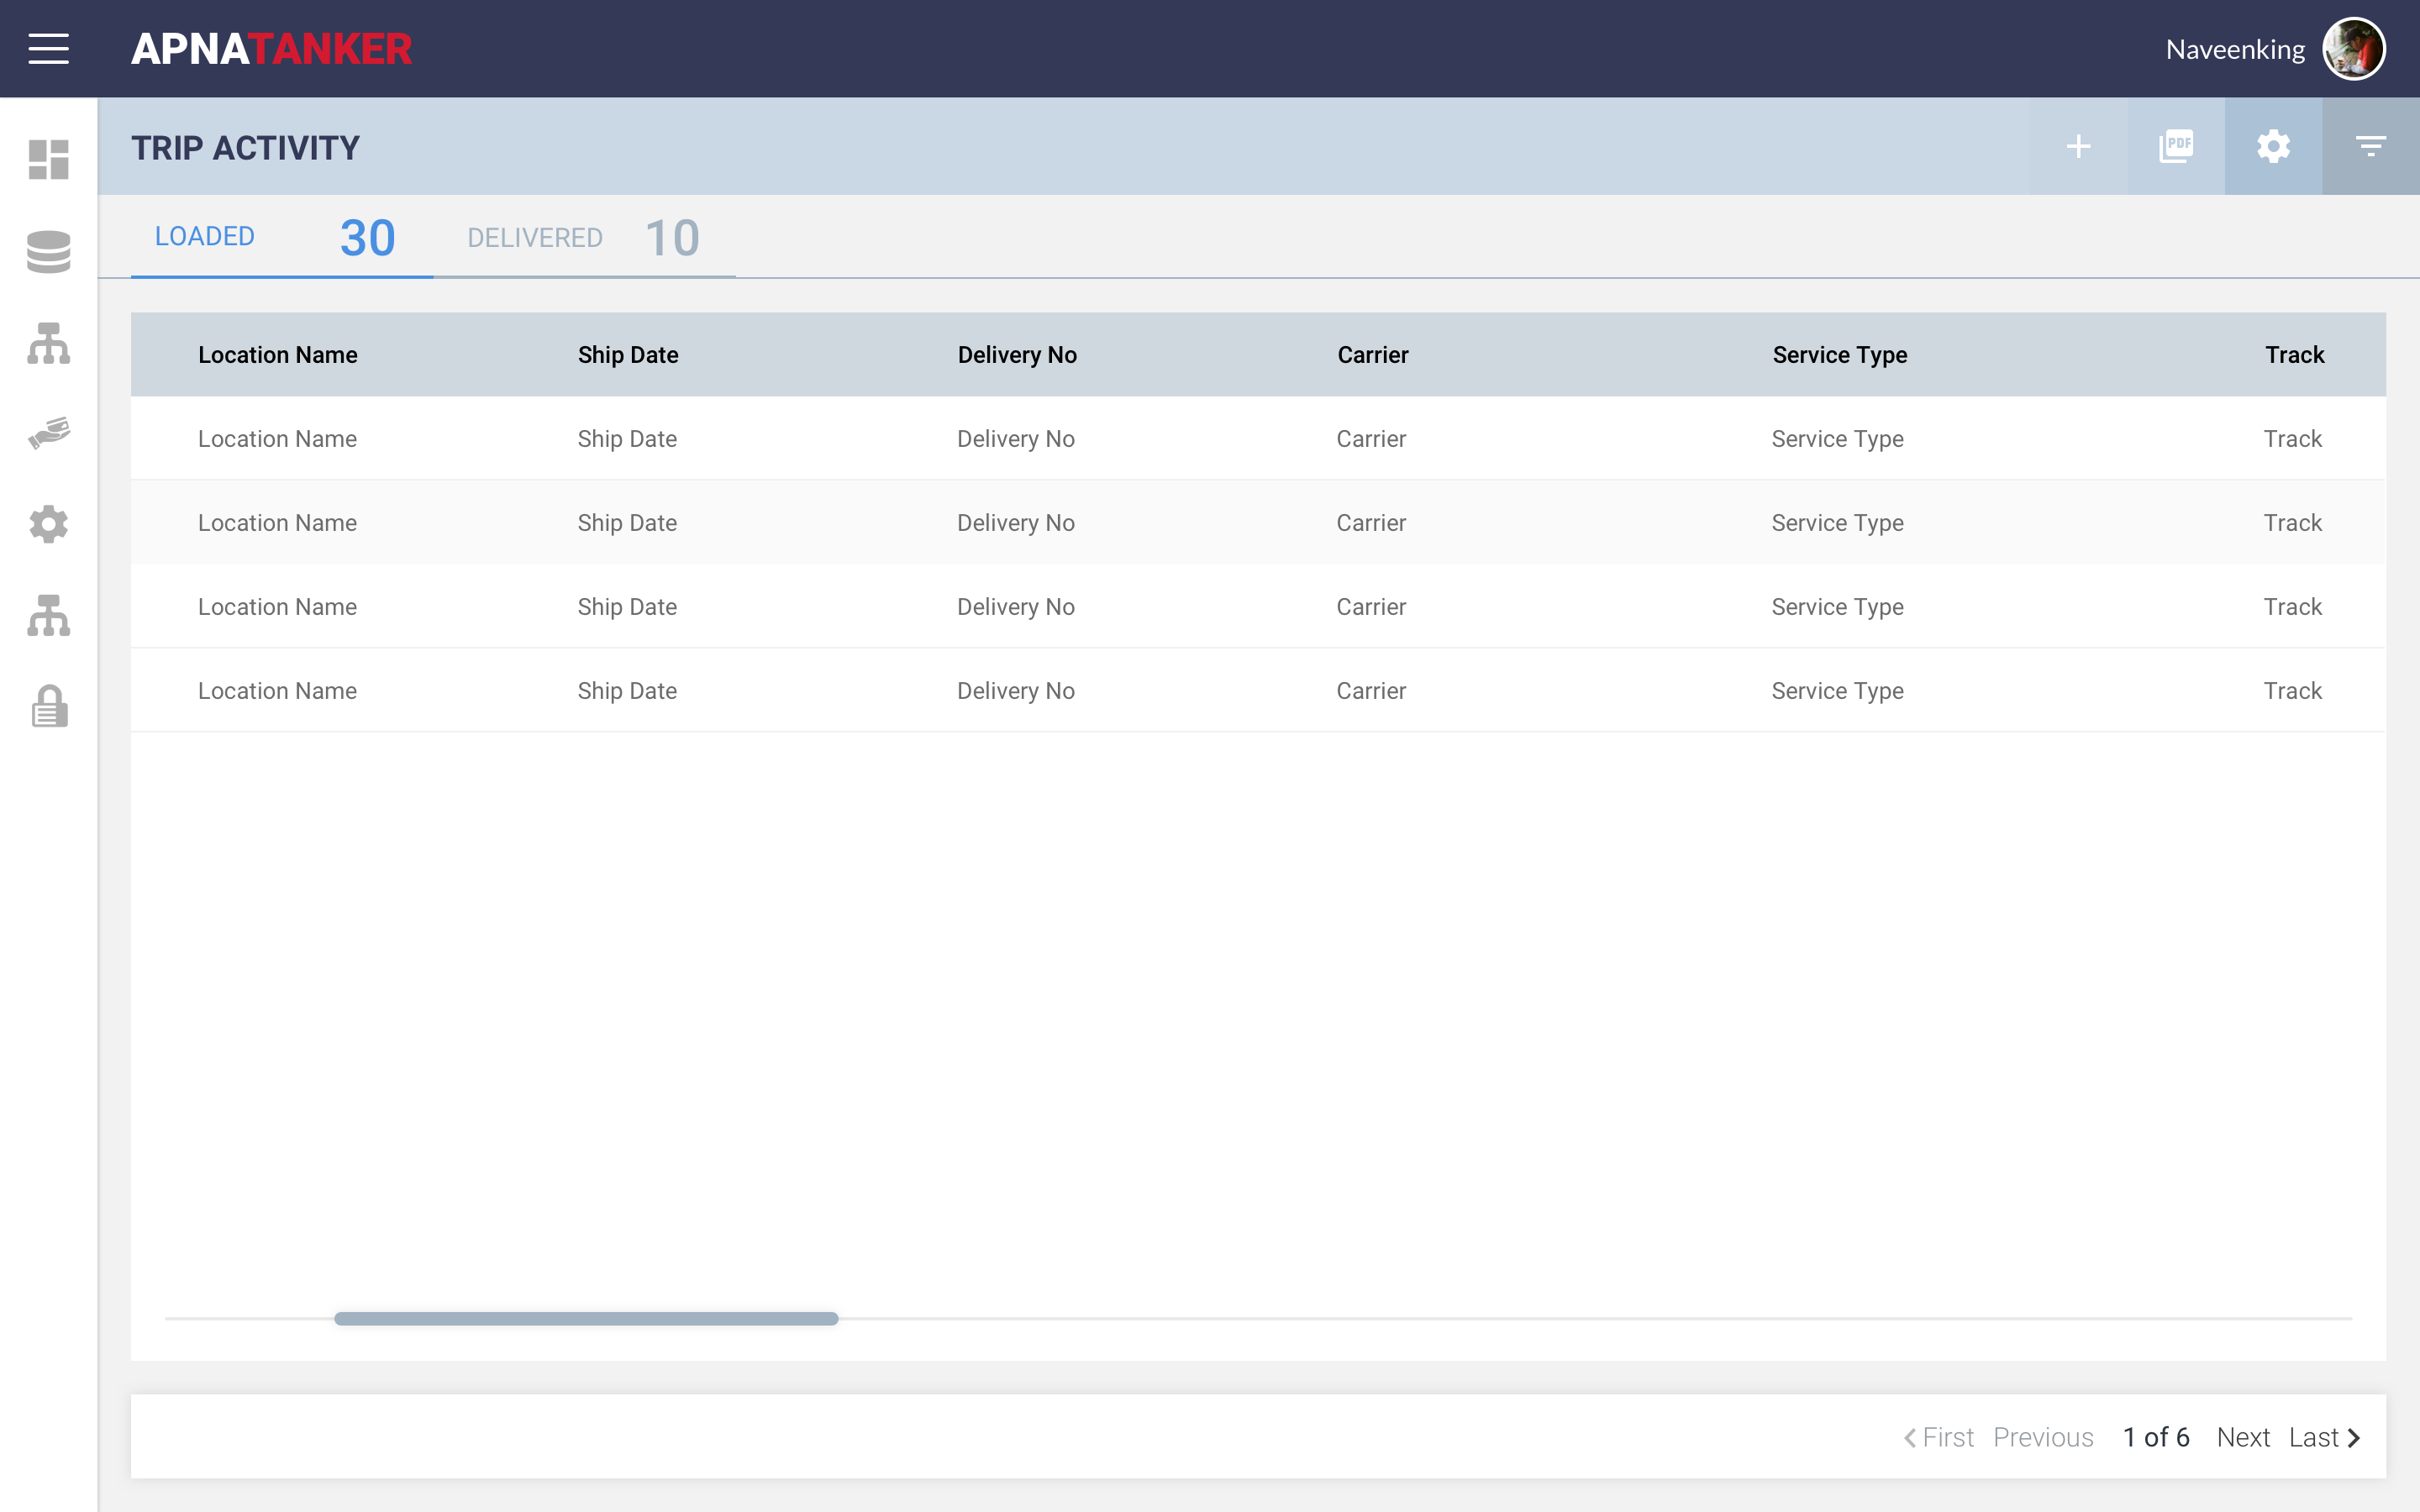 APNATANKER
Naveenking
TRIP ACTIVITY
PDF
LOADED 30 DELIVERED 10
Location Name Ship Date Delivery No Carrier Service Type Track
Location Name Ship Date Delivery No Carrier Service Type Track
Location Name Ship Date Delivery No Carrier Service Type Track
Location Name Ship Date Delivery No Carrier Service Type Track
Location Name Ship Date Delivery No Carrier Service Type Track
First Previous 1 of 6 Next Last